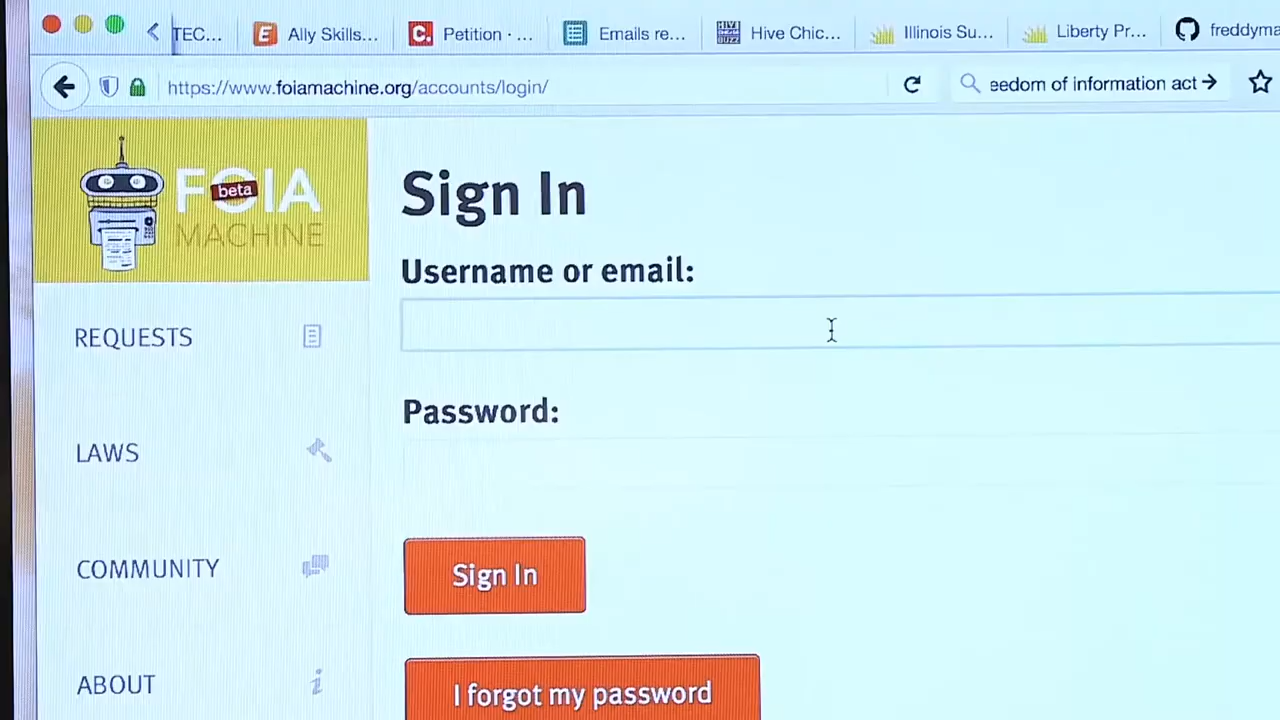 TEC... Ally Skills... Petition · ... Emails re... Hive Chic... Illinois Su... Liberty Pr... freddyma
https://www.foiamachine.org/accounts/login/ eedom of information act
FOIA
beta
MACHINE
Sign In
Username or email:
REQUESTS
Password:
LAWS
COMMUNITY
Sign In
ABOUT
I forgot my password